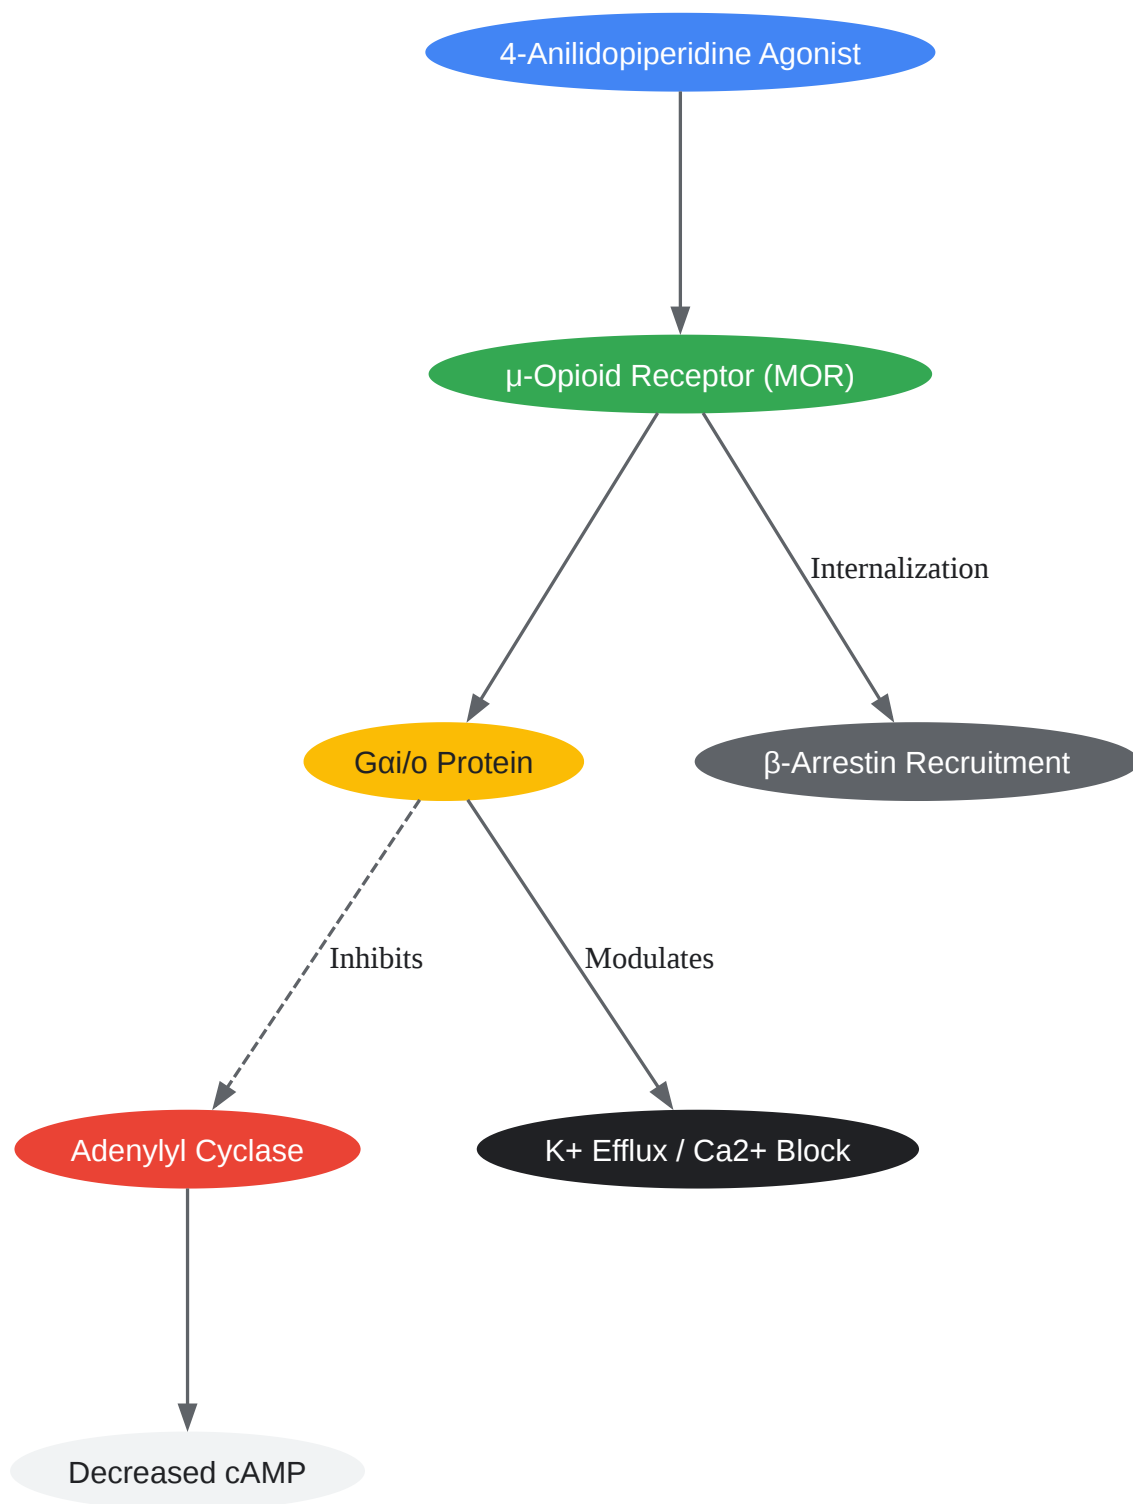 4-Anilidopiperidine Agonist
μ-Opioid Receptor (MOR)
Internalization
Gαi/o Protein
β-Arrestin Recruitment
Inhibits
Modulates
Adenylyl Cyclase
K+ Efflux / Ca2+ Block
Decreased cAMP